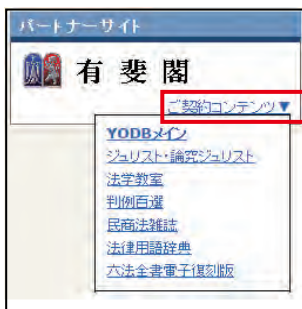 パートナーサイト
有斐閣
ご契約コンテンツ▼
YODBメイン
ジュリスト・論究ジュリスト
法学教室
判例百選
民商法雑誌
法律用語辞典
六法全書電子復刻版